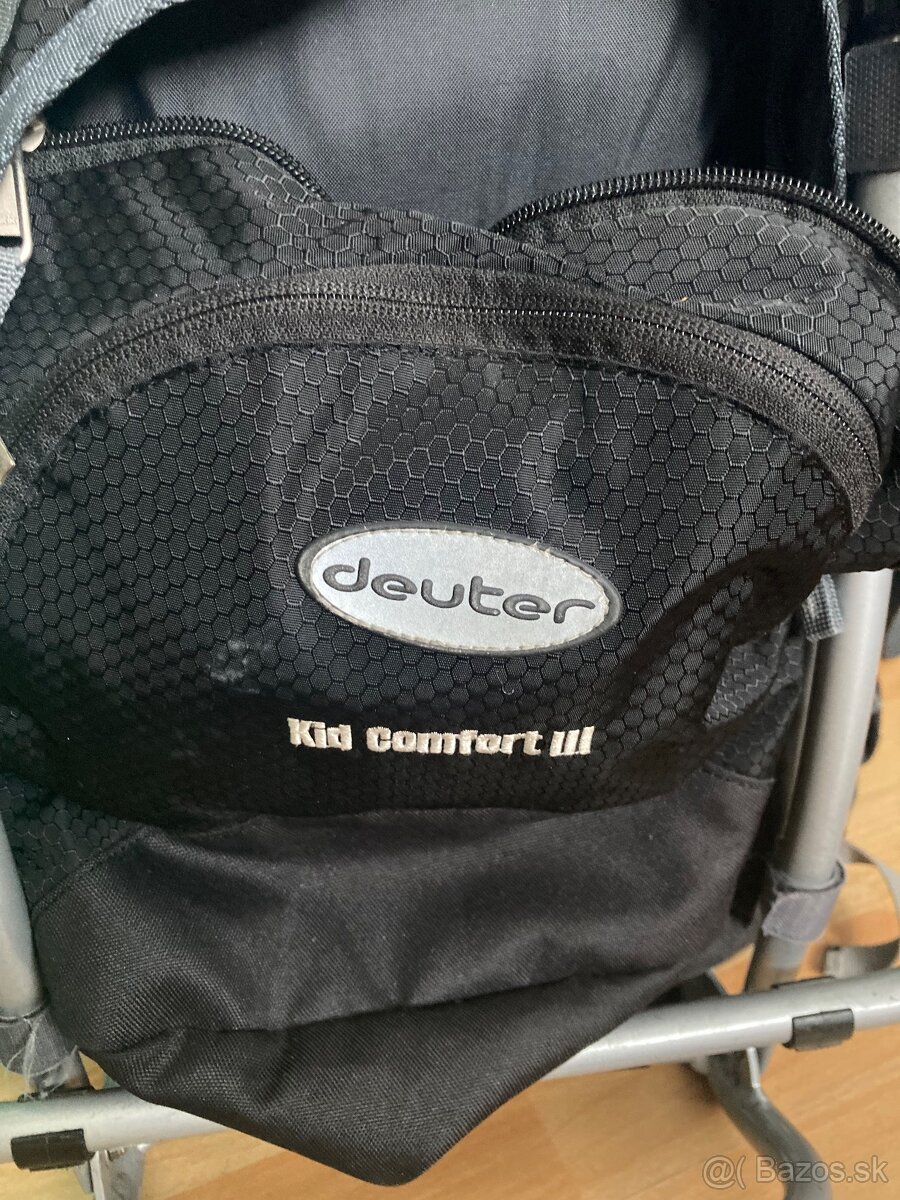 deuter
Kid Comfort III
@( Bazos.sk